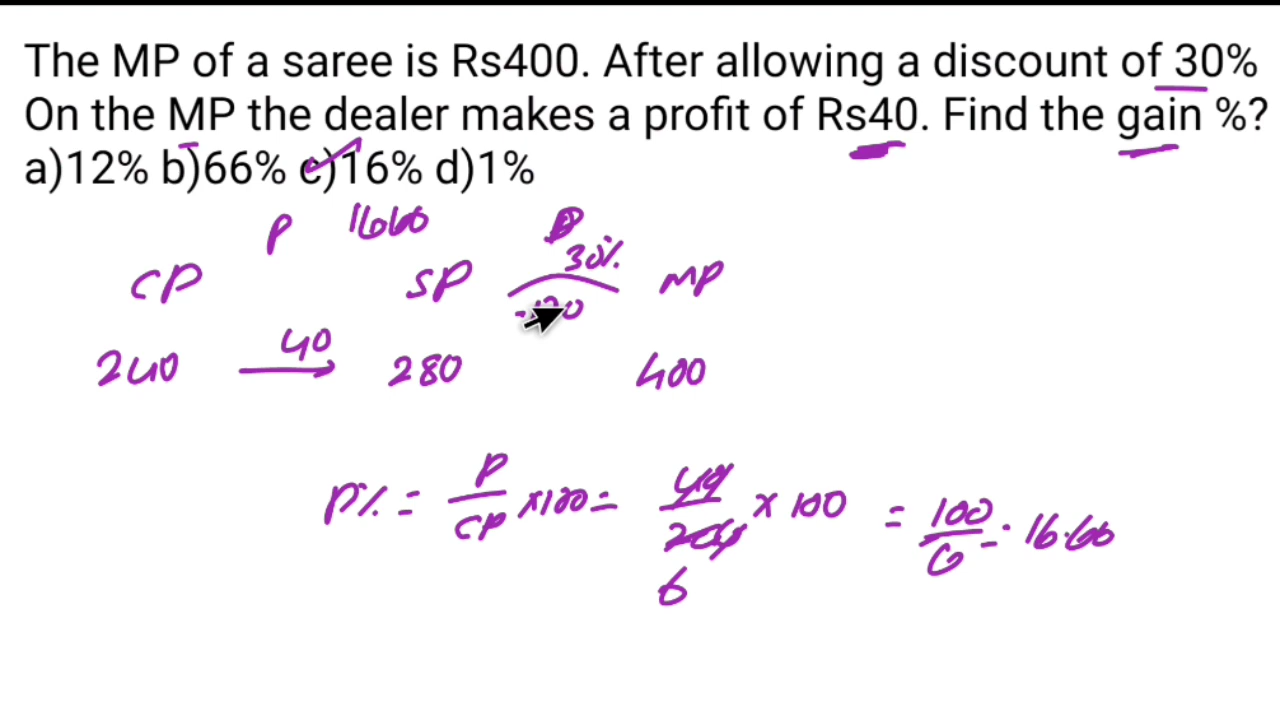 The MP of a saree is Rs400. After allowing a discount of 30%
On the MP the dealer makes a profit of Rs40. Find the gain %?
a)12% b)66% c)16% d)1%
P 1666
30%
CP SP MP
40
240 280 400
P% = P/CP ×100 = 40/240 × 100 = 100/6 = 16.66
6